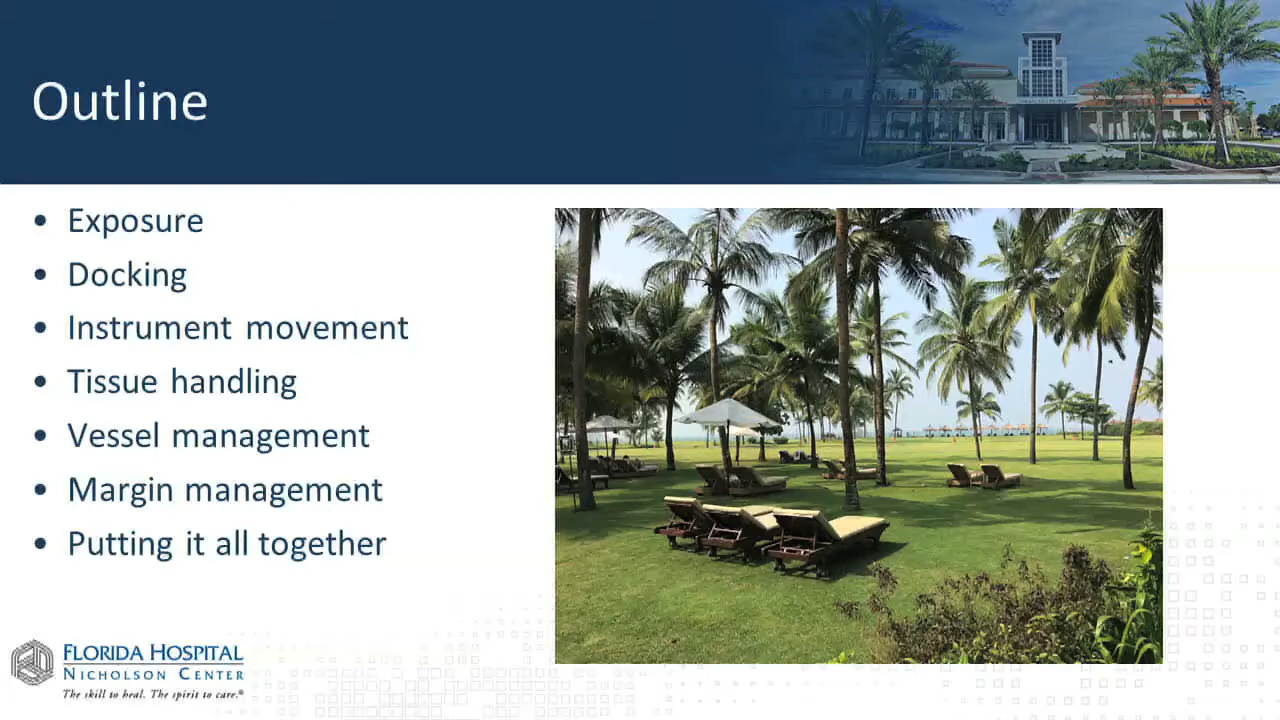 Outline
• Exposure
• Docking
• Instrument movement
• Tissue handling
• Vessel management
• Margin management
• Putting it all together
FLORIDA HOSPITAL
NICHOLSON CENTER
The skill to heal. The spirit to care.®